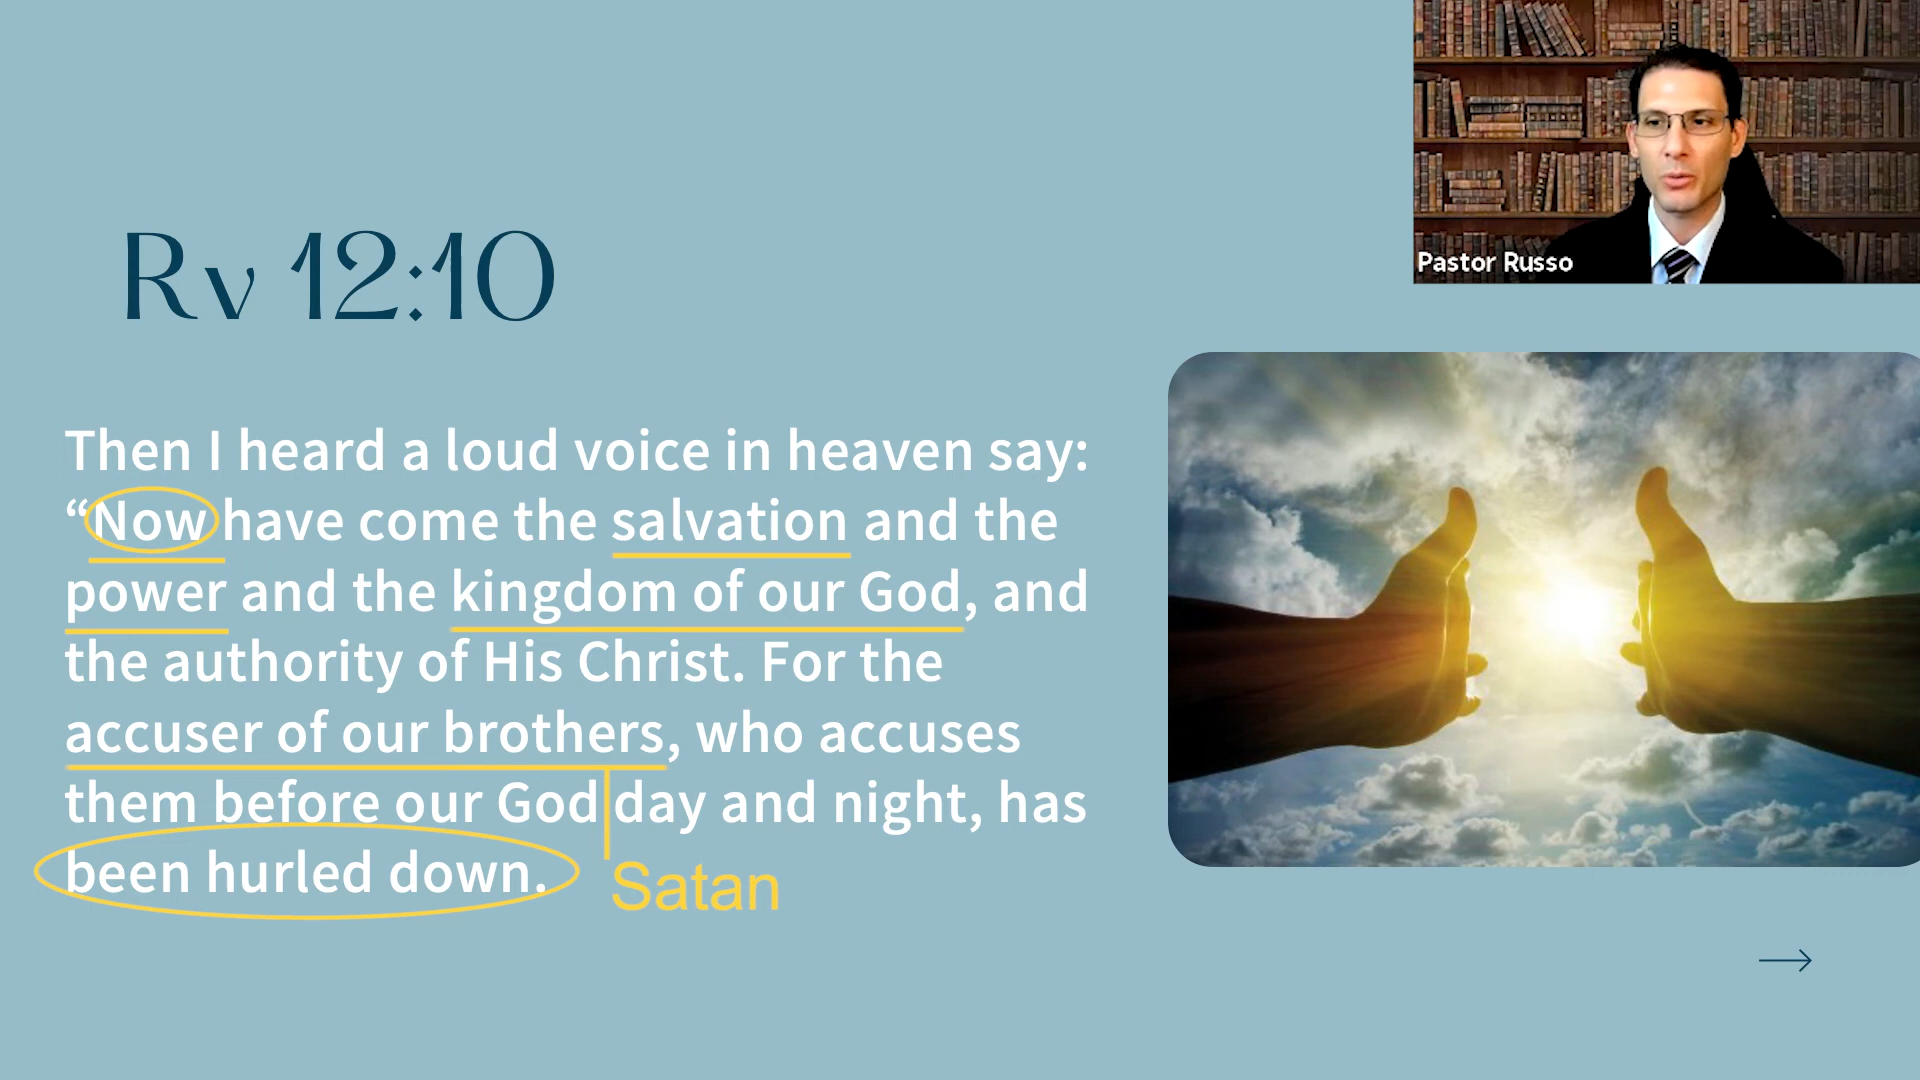 Pastor Russo
Rv 12:10
Then I heard a loud voice in heaven say:
“Now have come the salvation and the
power and the kingdom of our God, and
the authority of His Christ. For the
accuser of our brothers, who accuses
them before our God day and night, has
been hurled down.
Satan